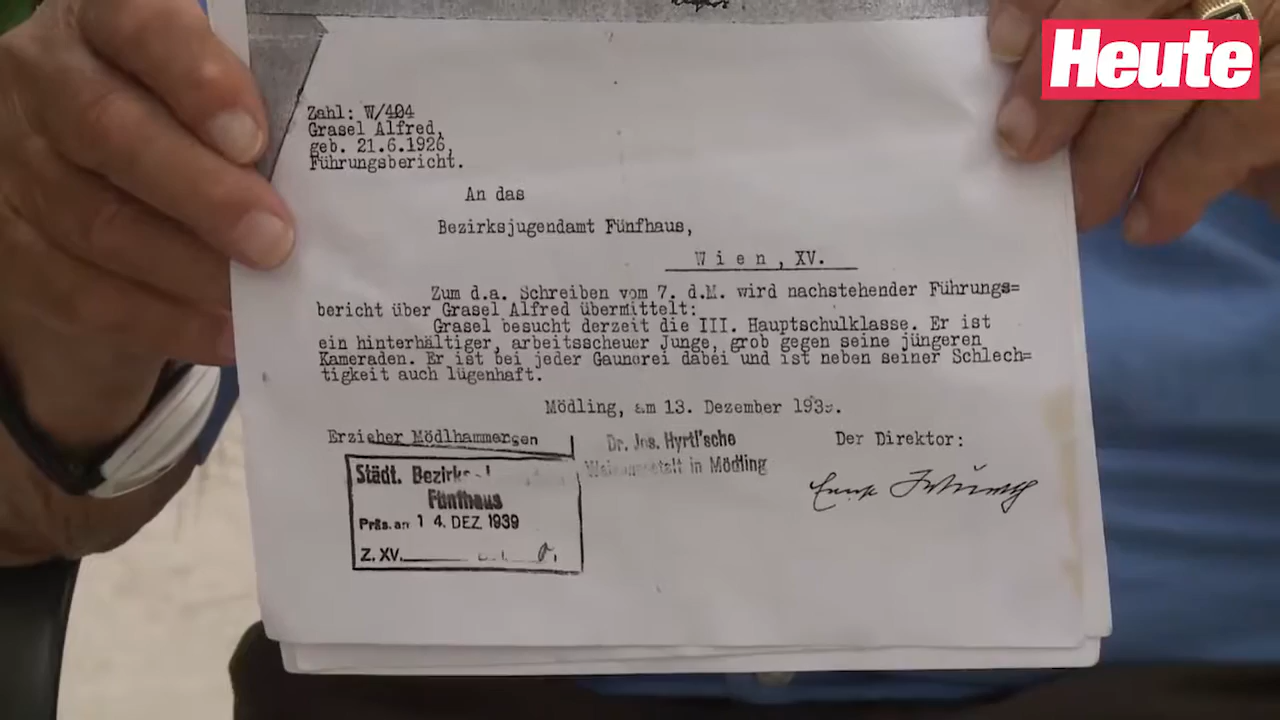 Heute
Zahl: W/404
Grasel Alfred,
geb. 21.6.1926,
Führungsbericht.
An das
Bezirksjugendamt Fünfhaus,
Wien, XV.
Zum d.a. Schreiben vom 7. d.M. wird nachstehender Führungs=
bericht über Grasel Alfred übermittelt:
Grasel besucht derzeit die III. Hauptschulklasse. Er ist
ein hinterhältiger, arbeitsscheuer Junge, grob gegen seine jüngeren
Kameraden. Er ist bei jeder Gaunerei dabei und ist neben seiner Schlech=
tigkeit auch lügenhaft.
Mödling, am 13. Dezember
Erzieher Mödlhammergen
Dr. Jos. Hyrtl'sche
in Mödling
Der Direktor:
Städt.
Fünfhaus
Präs. am 14. DEZ. 1939
Z. XV.